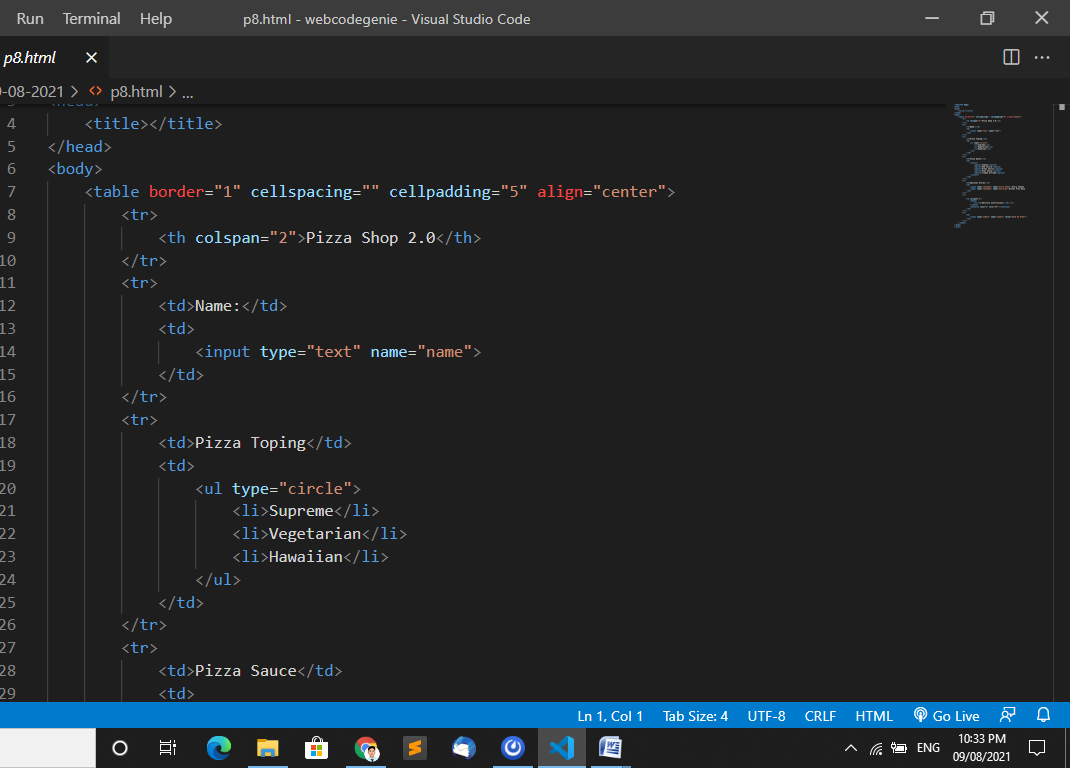 Run Terminal Help p8.html - webcodegenie - Visual Studio Code
p8.html
-08-2021 > <> p8.html > ...
4 <title></title>
5 </head>
6 <body>
7 <table border="1" cellspacing="" cellpadding="5" align="center">
8 <tr>
9 <th colspan="2">Pizza Shop 2.0</th>
10 </tr>
11 <tr>
12 <td>Name:</td>
13 <td>
14 <input type="text" name="name">
15 </td>
16 </tr>
17 <tr>
18 <td>Pizza Toping</td>
19 <td>
20 <ul type="circle">
21 <li>Supreme</li>
22 <li>Vegetarian</li>
23 <li>Hawaiian</li>
24 </ul>
25 </td>
26 </tr>
27 <tr>
28 <td>Pizza Sauce</td>
29 <td>
Ln 1, Col 1 Tab Size: 4 UTF-8 CRLF HTML Go Live
ENG 10:33 PM
09/08/2021